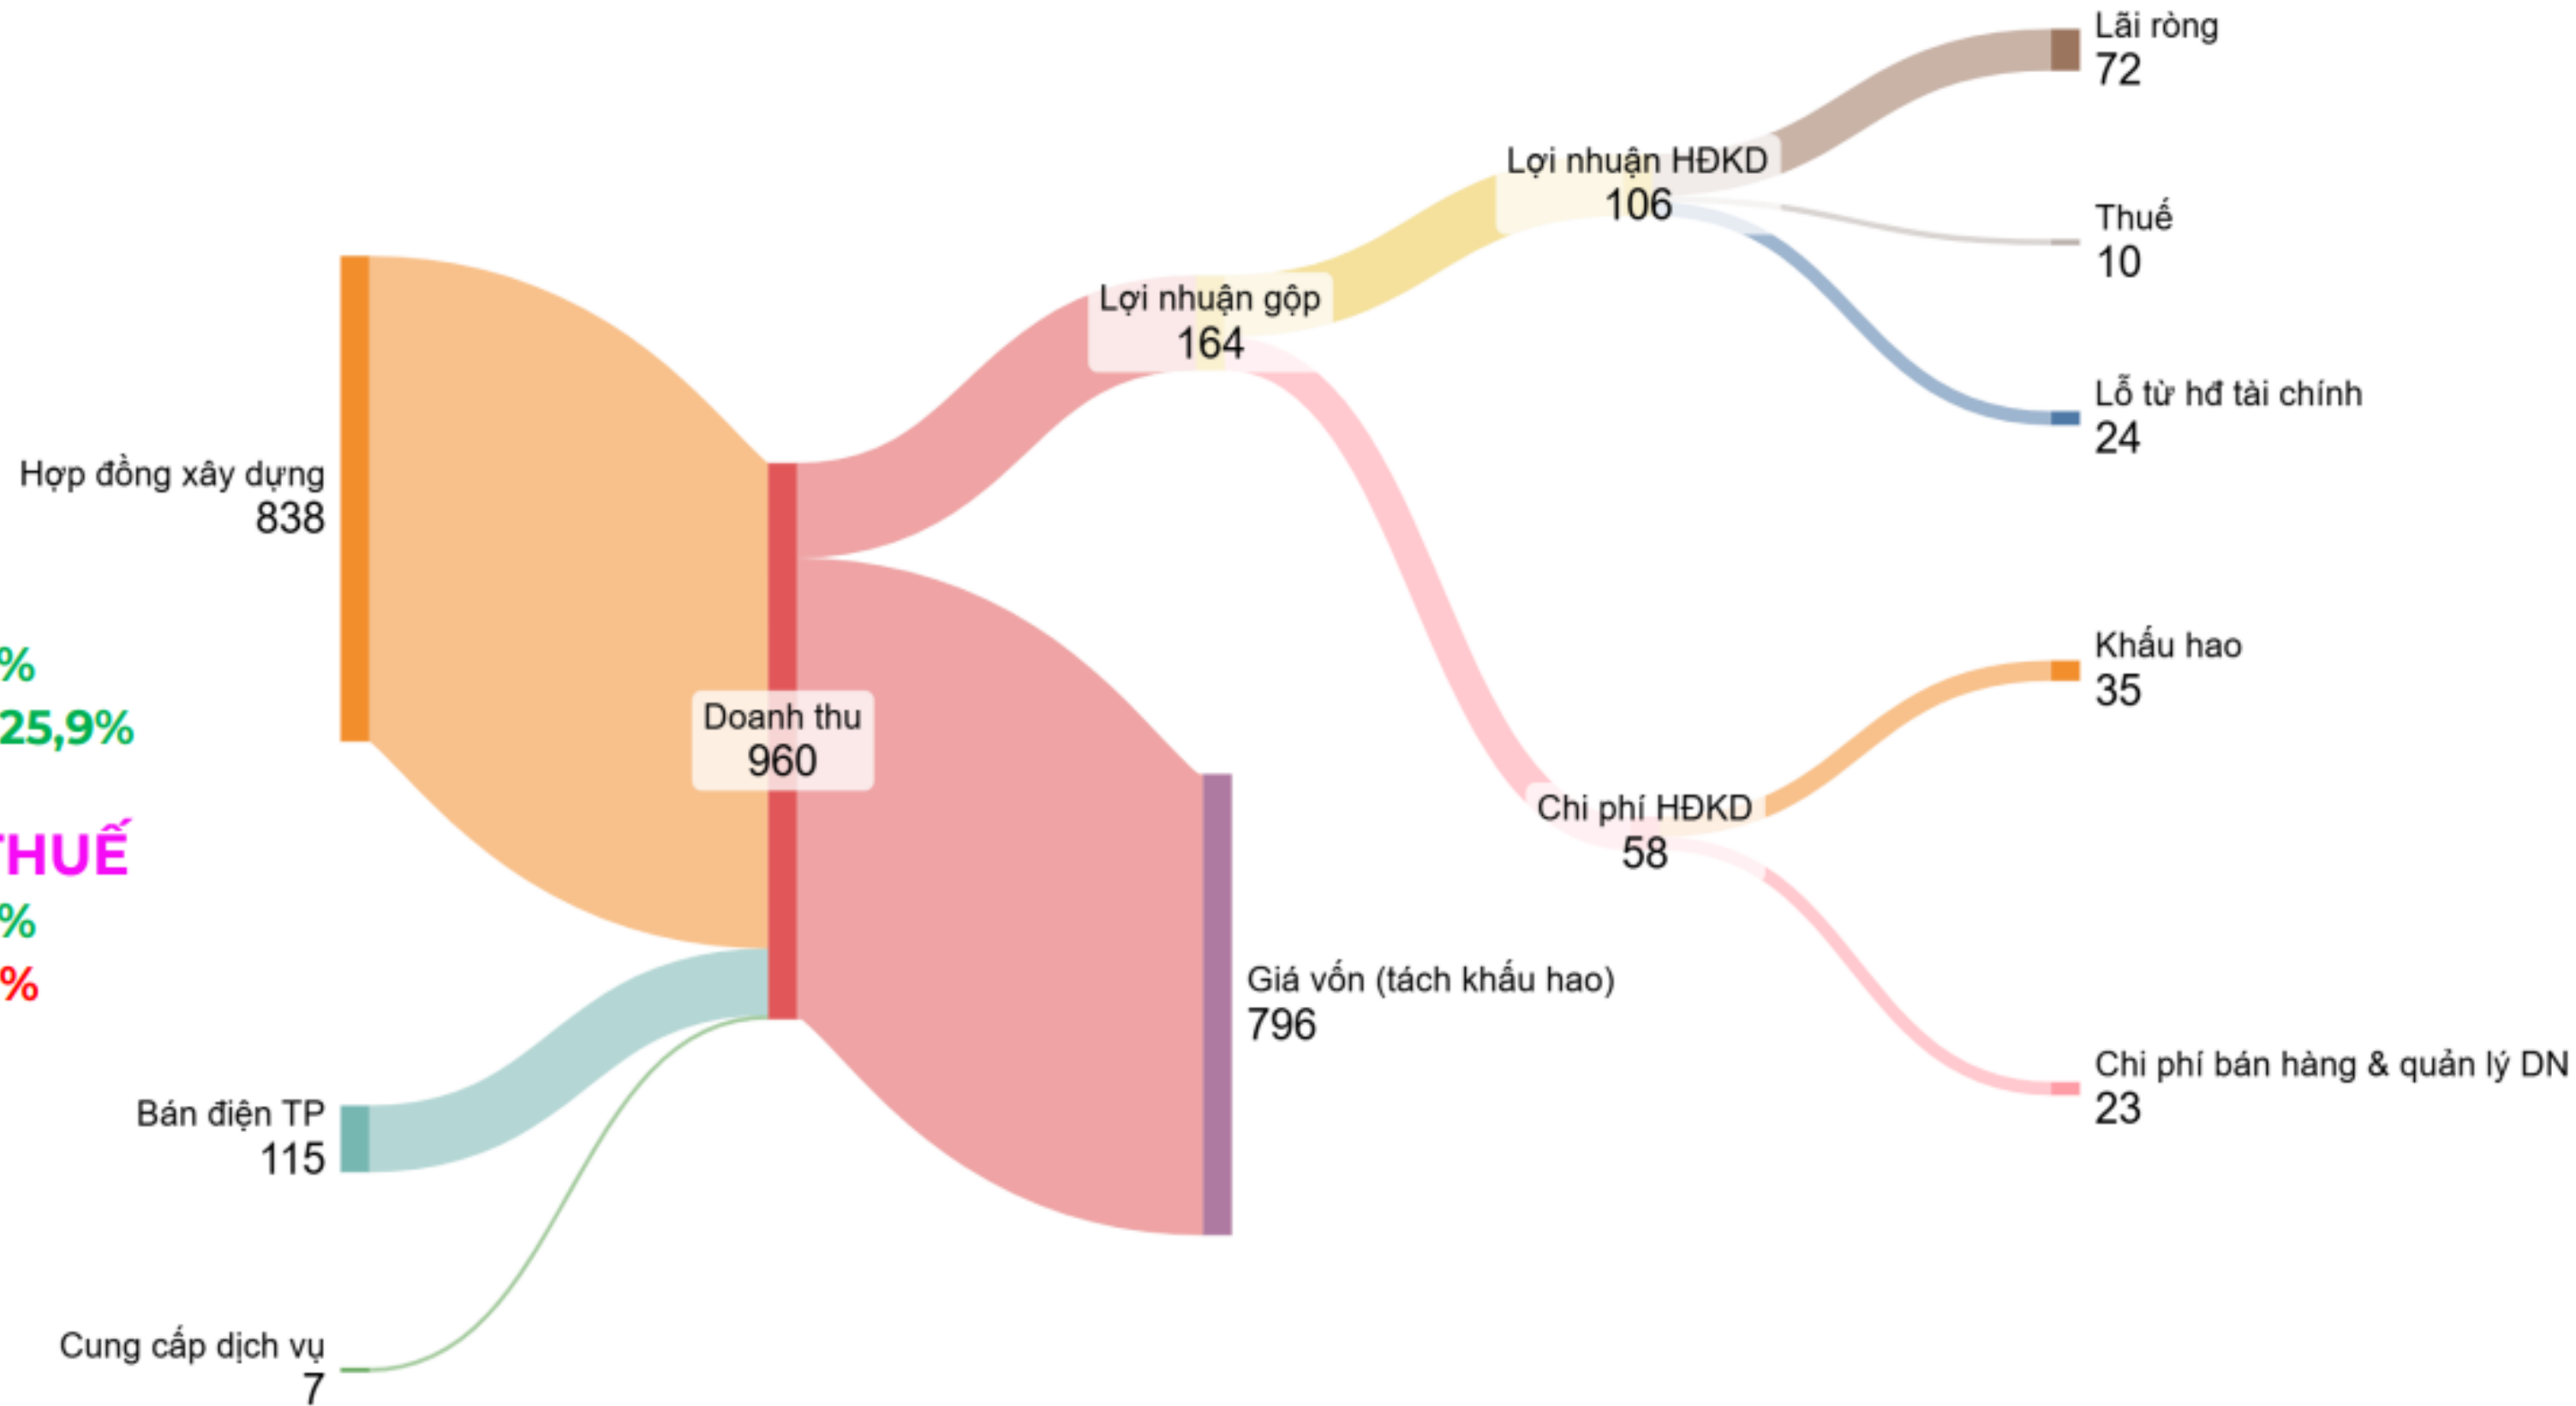 Lãi ròng
72
Lợi nhuận HĐKD
106
Thuế
10
Lợi nhuận gộp
164
Lỗ từ hđ tài chính
24
Hợp đồng xây dựng
838
%
25,9%
Khấu hao
35
Doanh thu
960
THUẾ
Chi phí HĐKD
58
%
%
Giá vốn (tách khấu hao)
796
Chi phí bán hàng & quản lý DN
23
Bán điện TP
115
Cung cấp dịch vụ
7